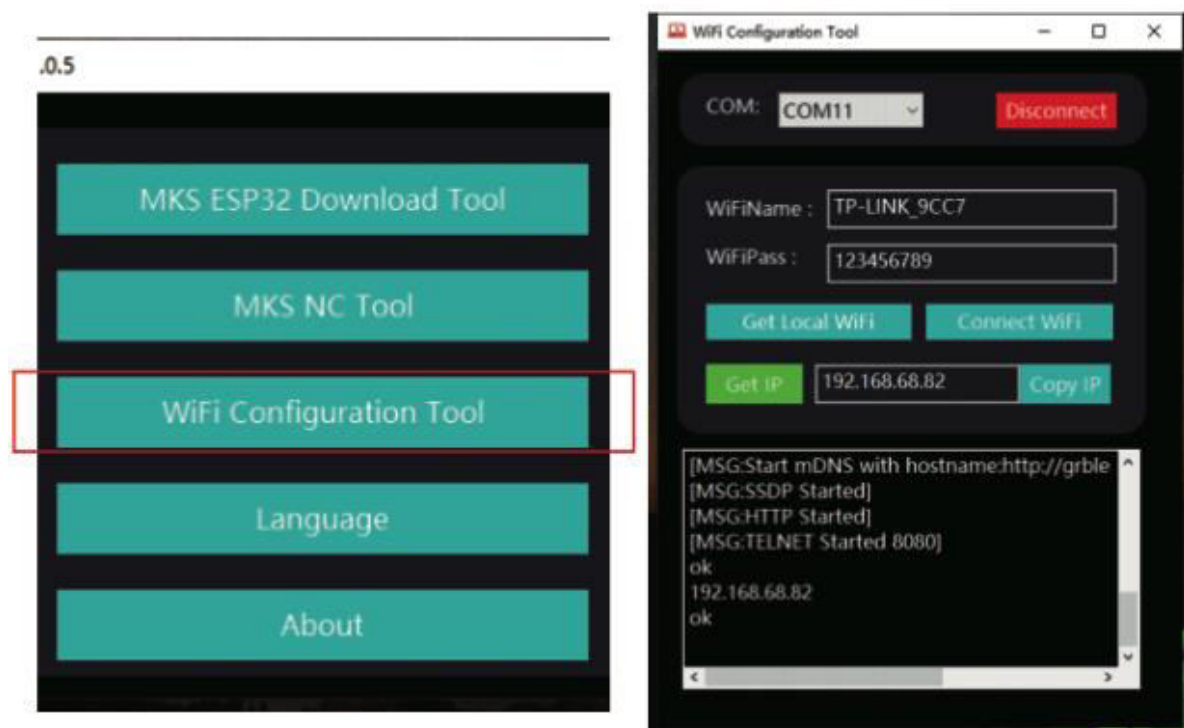 .0.5
MKS ESP32 Download Tool
MKS NC Tool
WiFi Configuration Tool
Language
About
WiFi Configuration Tool
COM: COM11 Disconnect
WiFiName : TP-LINK_9CC7
WiFiPass : 123456789
Get Local WiFi Connect WiFi
Get IP 192.168.68.82 Copy IP
[MSG:Start mDNS with hostname:http://grble
[MSG:SSDP Started]
[MSG:HTTP Started]
[MSG:TELNET Started 8080]
ok
192.168.68.82
ok